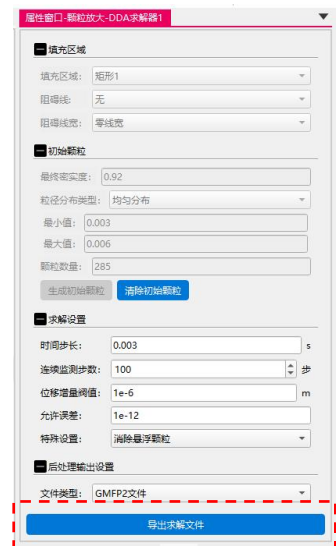 属性窗口-颗粒放大-DDA求解器1
填充区域
填充区域: 矩形1
阻碍线: 无
阻碍线宽: 零线宽
初始颗粒
最终密实度: 0.92
粒径分布类型: 均匀分布
最小值: 0.003
最大值: 0.006
颗粒数量: 285
生成初始颗粒 清除初始颗粒
求解设置
时间步长: 0.003 s
连续监测步数: 100 步
位移增量阀值: 1e-6 m
允许误差: 1e-12
特殊设置: 消除悬浮颗粒
后处理输出设置
文件类型: GMFP2文件
导出求解文件